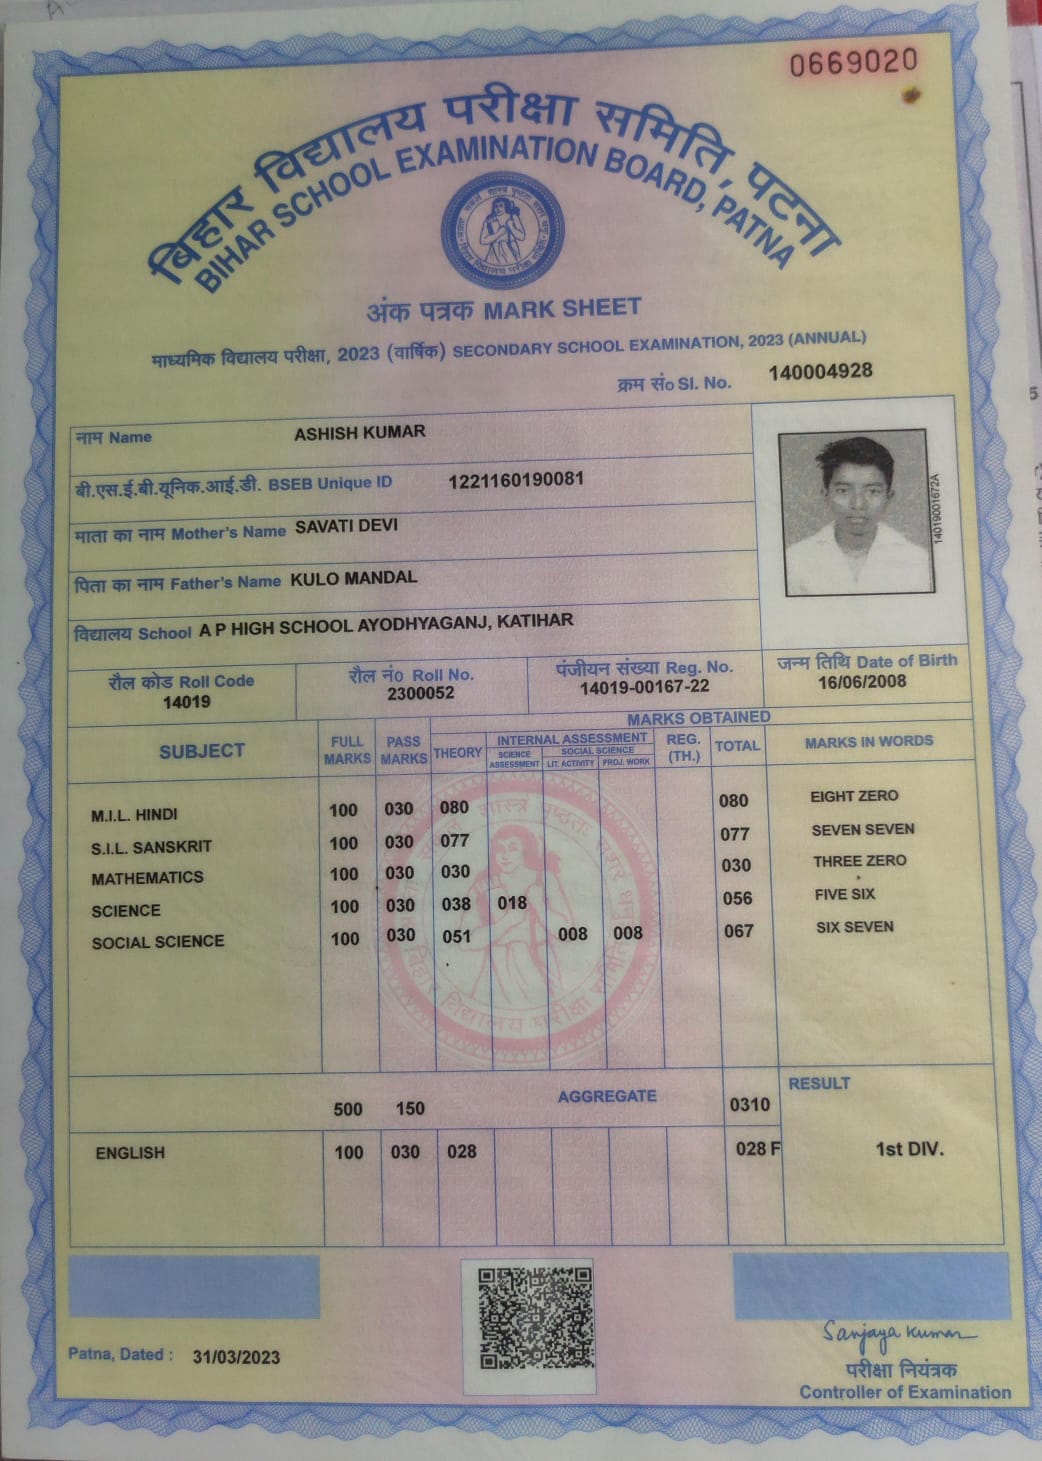 0669020
बिहार विद्यालय परीक्षा समिति, पटना
BIHAR SCHOOL EXAMINATION BOARD, PATNA
अंक पत्रक MARK SHEET
माध्यमिक विद्यालय परीक्षा, 2023 (वार्षिक) SECONDARY SCHOOL EXAMINATION, 2023 (ANNUAL)
क्रम सं० Sl. No. 140004928
नाम Name ASHISH KUMAR
बी.एस.ई.बी.यूनिक.आई.डी. BSEB Unique ID 1221160190081
माता का नाम Mother's Name SAVATI DEVI
पिता का नाम Father's Name KULO MANDAL
विद्यालय School A P HIGH SCHOOL AYODHYAGANJ, KATIHAR
14019001672A
रौल कोड Roll Code रौल नं० Roll No. पंजीयन संख्या Reg. No. जन्म तिथि Date of Birth
14019 2300052 14019-00167-22 16/06/2008
MARKS OBTAINED
SUBJECT FULL MARKS PASS MARKS THEORY INTERNAL ASSESSMENT REG. (TH.) TOTAL MARKS IN WORDS
SCIENCE ASSESSMENT SOCIAL SCIENCE
LIT. ACTIVITY PROJ. WORK
M.I.L. HINDI 100 030 080 080 EIGHT ZERO
S.I.L. SANSKRIT 100 030 077 077 SEVEN SEVEN
MATHEMATICS 100 030 030 030 THREE ZERO
SCIENCE 100 030 038 018 056 FIVE SIX
SOCIAL SCIENCE 100 030 051 008 008 067 SIX SEVEN
500 150 AGGREGATE 0310 RESULT
ENGLISH 100 030 028 028 F 1st DIV.
Patna, Dated : 31/03/2023
Sanjaya Kumar
परीक्षा नियंत्रक
Controller of Examination